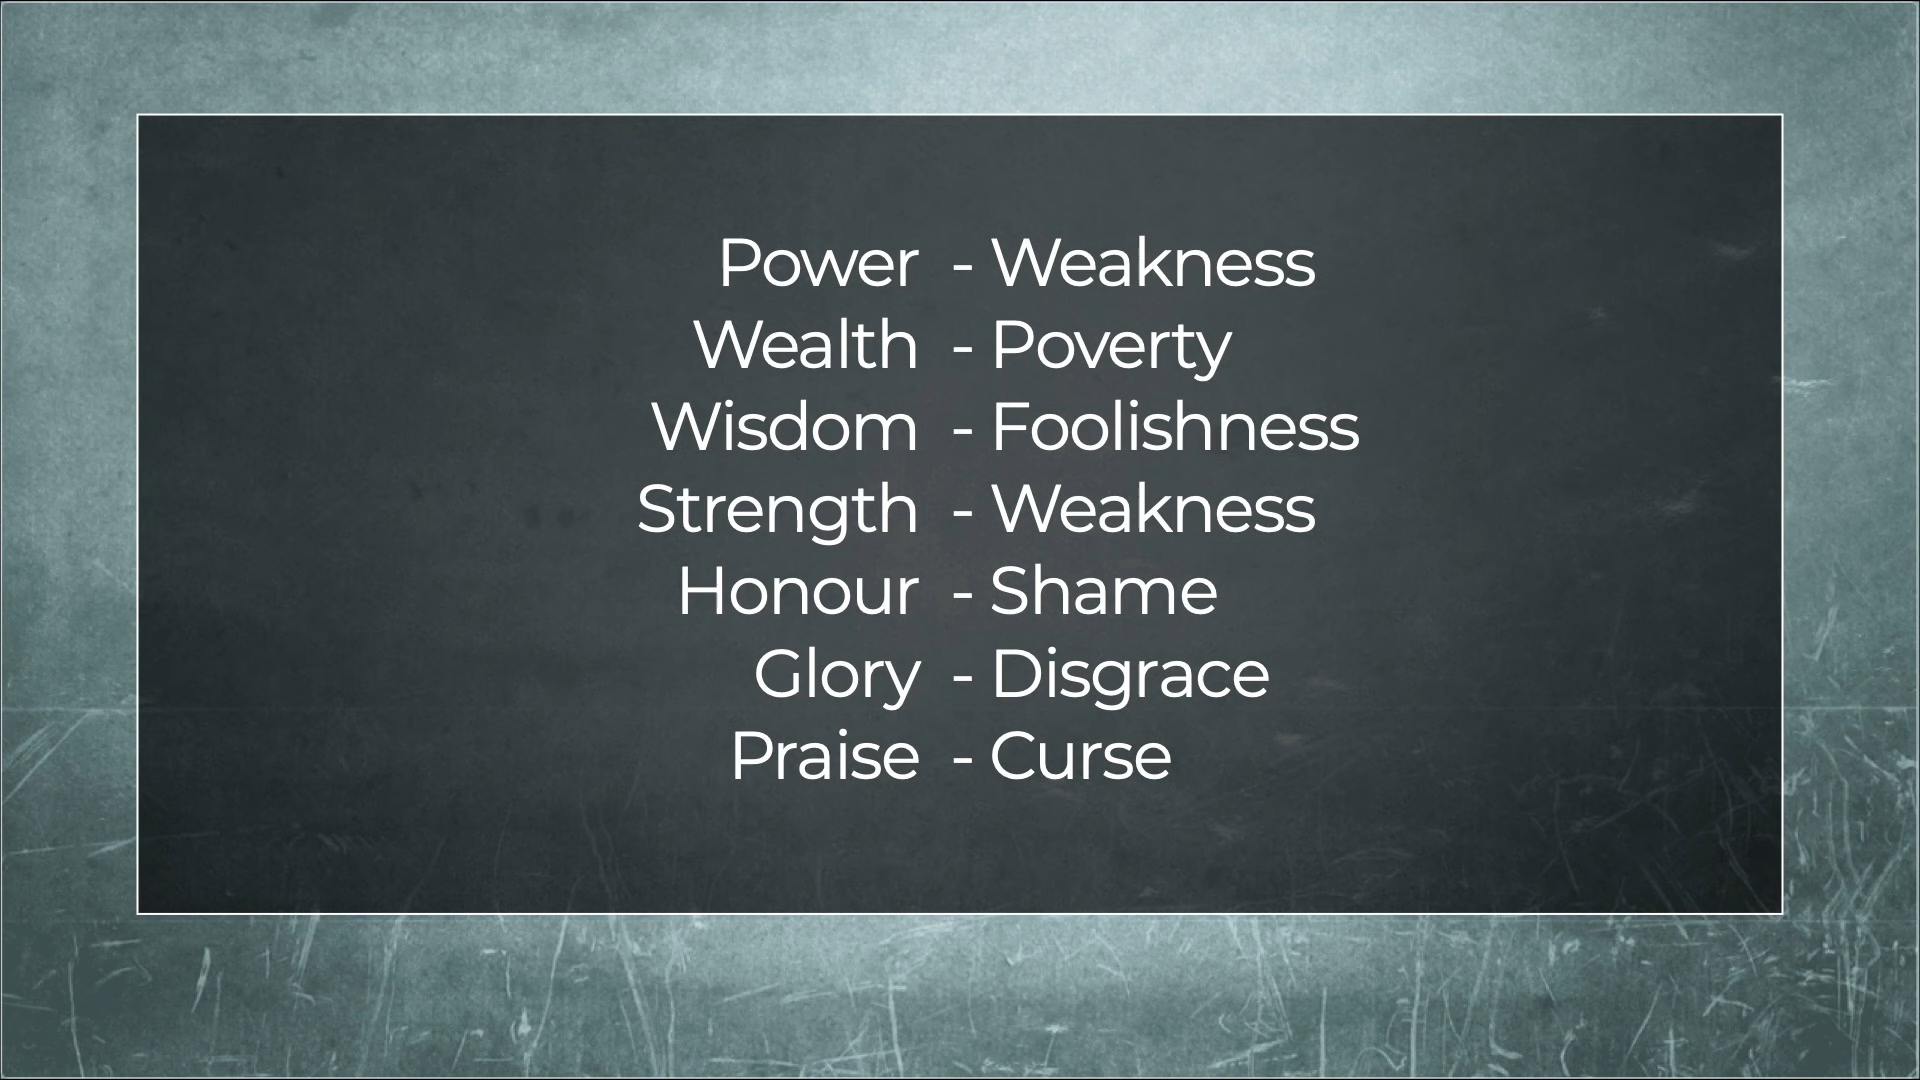 Power - Weakness
Wealth - Poverty
Wisdom - Foolishness
Strength - Weakness
Honour - Shame
Glory - Disgrace
Praise - Curse